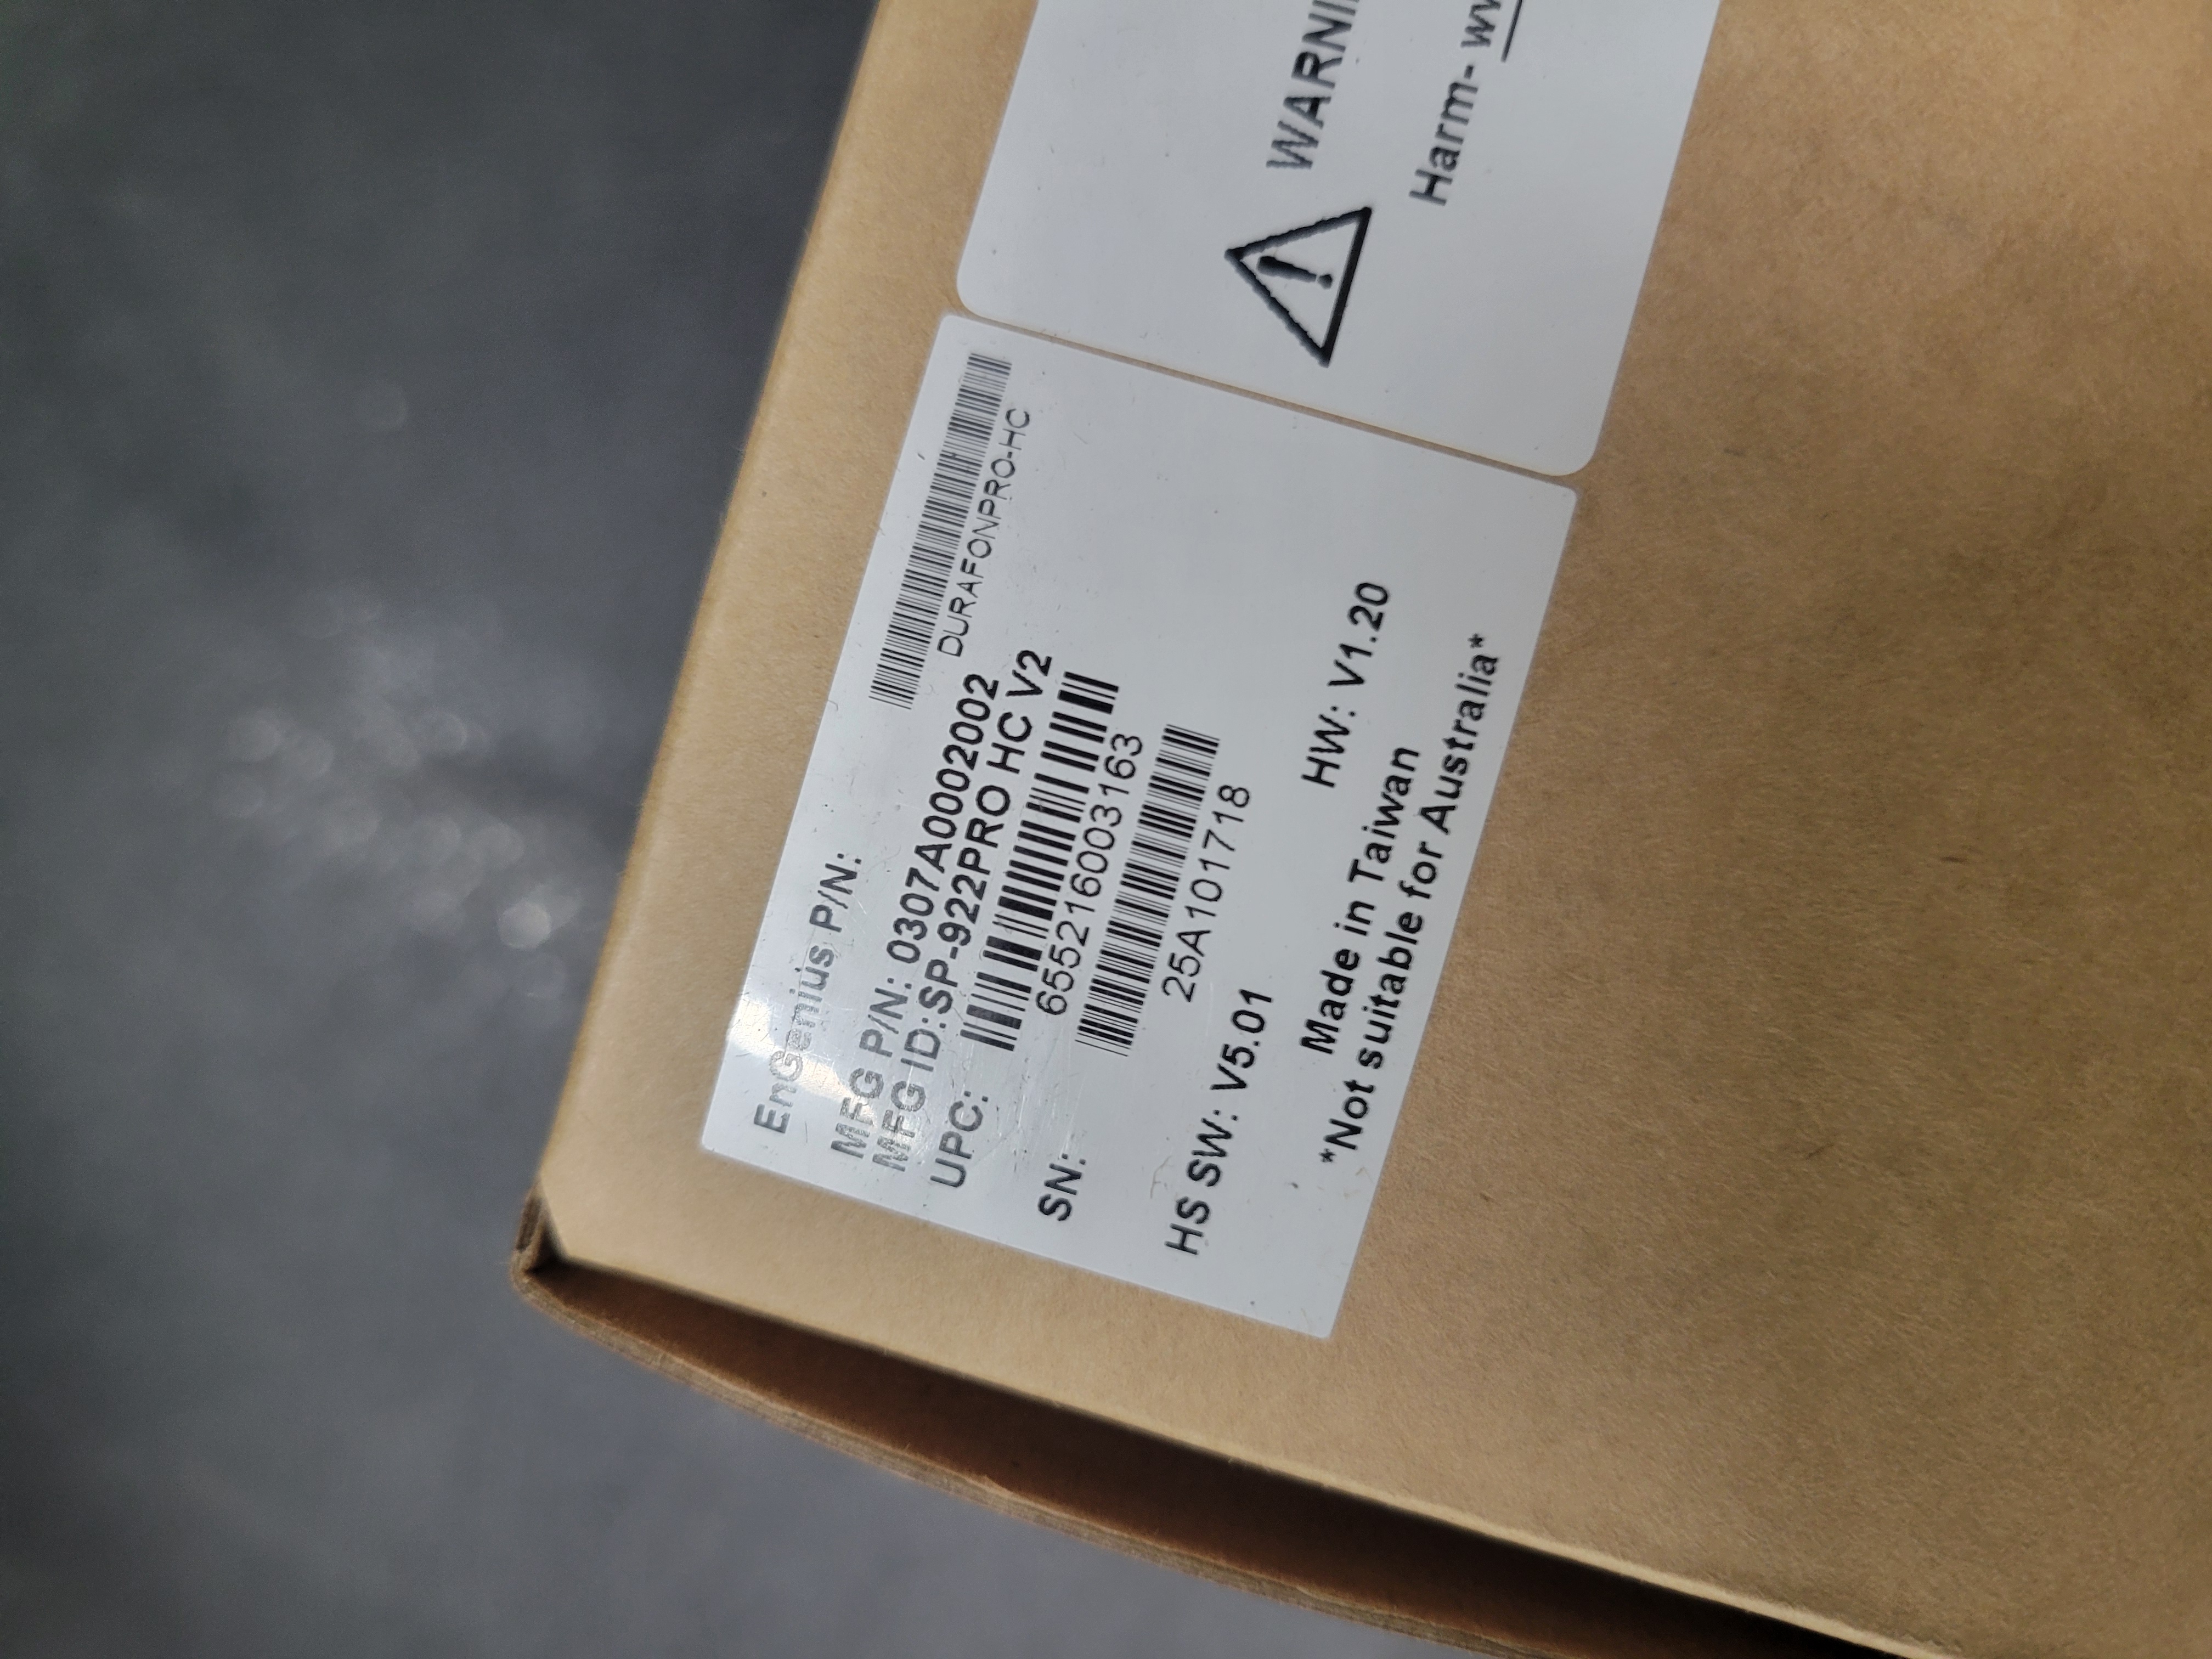 EnGenius P/N:
DURAFONPRO-HC
MFG P/N: 0307A0002002
MFG ID:SP-922PRO HC V2
UPC:
655216003163
SN:
25A101718
HS SW: V5.01 HW: V1.20
Made in Taiwan
*Not suitable for Australia*
Harm-